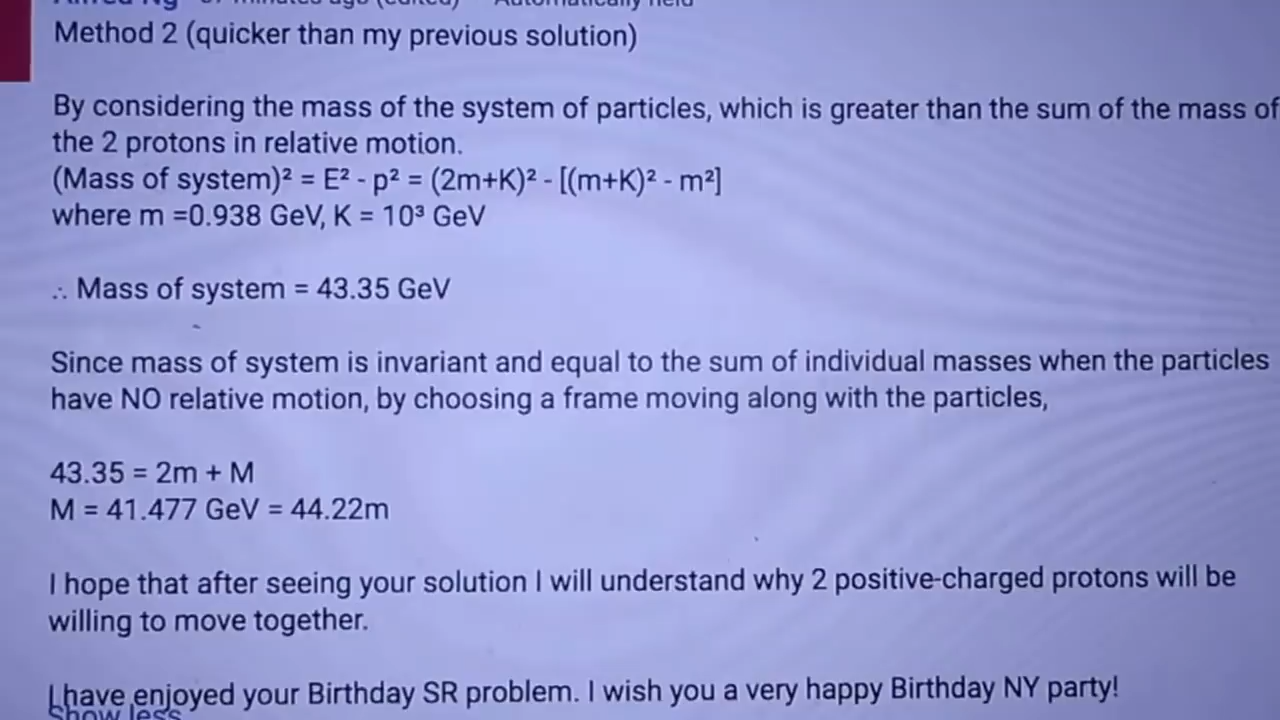 Method 2 (quicker than my previous solution)
By considering the mass of the system of particles, which is greater than the sum of the mass of
the 2 protons in relative motion.
(Mass of system)² = E² - p² = (2m+K)² - [(m+K)² - m²]
where m =0.938 GeV, K = 10³ GeV
∴ Mass of system = 43.35 GeV
Since mass of system is invariant and equal to the sum of individual masses when the particles
have NO relative motion, by choosing a frame moving along with the particles,
43.35 = 2m + M
M = 41.477 GeV = 44.22m
I hope that after seeing your solution I will understand why 2 positive-charged protons will be
willing to move together.
I have enjoyed your Birthday SR problem. I wish you a very happy Birthday NY party!
Show less